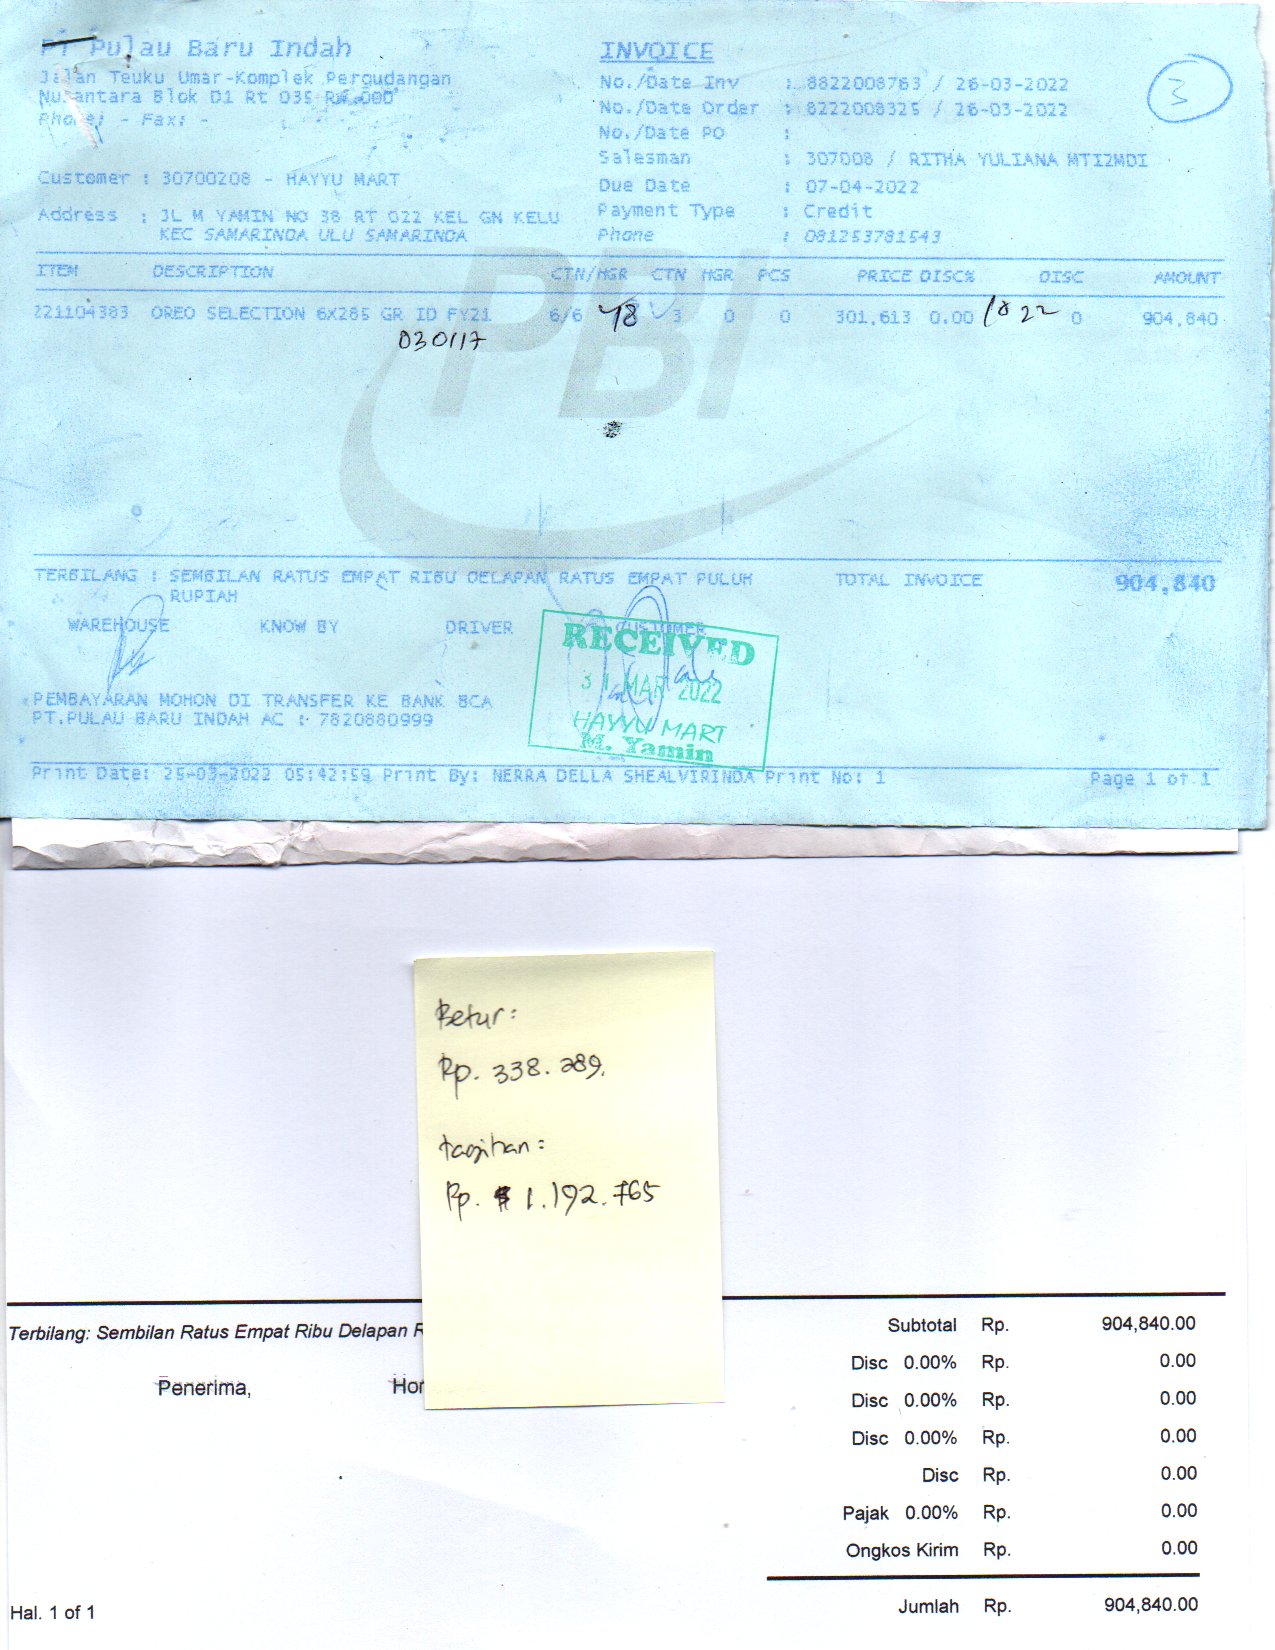 PT Pulau Baru Indah
Jalan Teuku Umar-Komplek Pergudangan
Nusantara Blok D1 Rt 035 Rw.000
Phone: - Fax: -
Customer : 30700208 - HAYYU MART
Address : JL M YAMIN NO 38 RT 022 KEL GN KELU
KEC SAMARINDA ULU SAMARINDA
INVOICE
No./Date Inv : 8822008763 / 26-03-2022
No./Date Order : 8222008325 / 26-03-2022
No./Date PO :
Salesman : 307008 / RITHA YULIANA MTI2MDI
Due Date : 07-04-2022
Payment Type : Credit
Phone : 081253781543
3
ITEM DESCRIPTION CTN/HGR CTN HGR PCS PRICE DISC% DISC AMOUNT
221104383 OREO SELECTION 6X285 GR ID FY21 6/6 48 3 0 0 301,613 0.00 0 904,840
030117
PBI
TERBILANG : SEMBILAN RATUS EMPAT RIBU DELAPAN RATUS EMPAT PULUH
RUPIAH
TOTAL INVOICE 904,840
WAREHOUSE KNOW BY DRIVER CUSTOMER
RECEIVED
31 MAR 2022
HAYYU MART
M. Yamin
PEMBAYARAN MOHON DI TRANSFER KE BANK BCA
PT.PULAU BARU INDAH AC : 7820880999
Print Date: 25-03-2022 05:42:59 Print By: NERRA DELLA SHEALVIRINDA Print No: 1 Page 1 of 1
Retur:
Rp. 338.289,
tagihan:
Rp. 1.192.765
Terbilang: Sembilan Ratus Empat Ribu Delapan R
Penerima, Hor
Subtotal Rp. 904,840.00
Disc 0.00% Rp. 0.00
Disc 0.00% Rp. 0.00
Disc 0.00% Rp. 0.00
Disc Rp. 0.00
Pajak 0.00% Rp. 0.00
Ongkos Kirim Rp. 0.00
Jumlah Rp. 904,840.00
Hal. 1 of 1